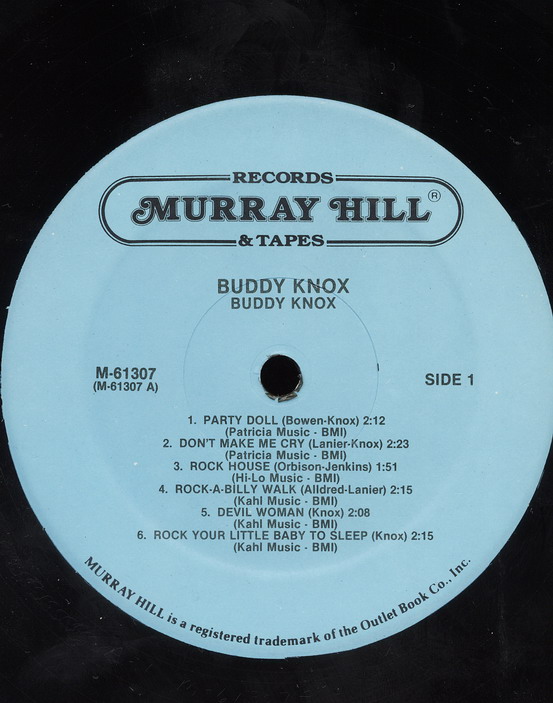 RECORDS
MURRAY HILL ®
& TAPES
BUDDY KNOX
BUDDY KNOX
M-61307
(M-61307 A)
SIDE 1
1. PARTY DOLL (Bowen-Knox) 2:12
(Patricia Music - BMI)
2. DON'T MAKE ME CRY (Lanier-Knox) 2:23
(Patricia Music - BMI)
3. ROCK HOUSE (Orbison-Jenkins) 1:51
(Hi-Lo Music - BMI)
4. ROCK-A-BILLY WALK (Alldred-Lanier) 2:15
(Kahl Music - BMI)
5. DEVIL WOMAN (Knox) 2:08
(Kahl Music - BMI)
6. ROCK YOUR LITTLE BABY TO SLEEP (Knox) 2:15
(Kahl Music - BMI)
MURRAY HILL is a registered trademark of the Outlet Book Co., Inc.